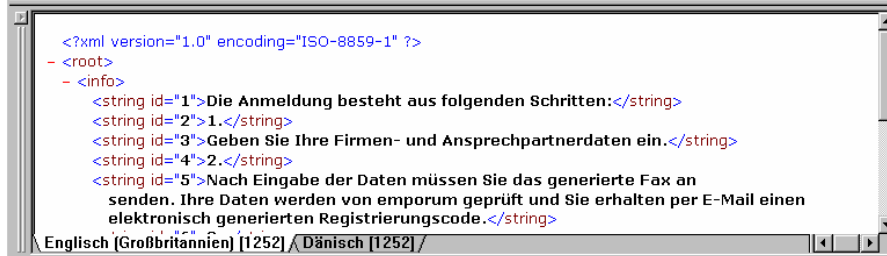 <?xml version="1.0" encoding="ISO-8859-1" ?>
- <root>
- <info>
<string id="1">Die Anmeldung besteht aus folgenden Schritten:</string>
<string id="2">1.</string>
<string id="3">Geben Sie Ihre Firmen- und Ansprechpartnerdaten ein.</string>
<string id="4">2.</string>
<string id="5">Nach Eingabe der Daten müssen Sie das generierte Fax an
senden. Ihre Daten werden von emporum geprüft und Sie erhalten per E-Mail einen
elektronisch generierten Registrierungscode.</string>
Englisch (Großbritannien) [1252] / Dänisch [1252] /